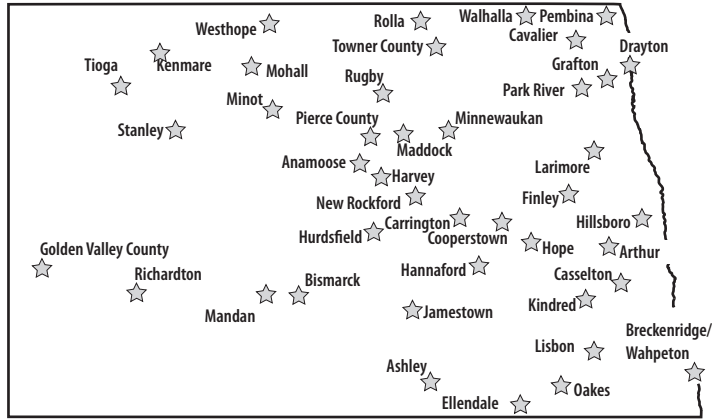 Westhope
Rolla
Walhalla
Pembina
Cavalier
Towner County
Drayton
Kenmare
Tioga
Mohall
Grafton
Rugby
Park River
Minot
Pierce County
Minnewaukan
Stanley
Maddock
Anamoose
Larimore
Harvey
New Rockford
Finley
Carrington
Hillsboro
Hurdsfield
Cooperstown
Hope
Arthur
Golden Valley County
Richardton
Hannaford
Casselton
Bismarck
Mandan
Kindred
Jamestown
Breckenridge/
Wahpeton
Lisbon
Ashley
Oakes
Ellendale